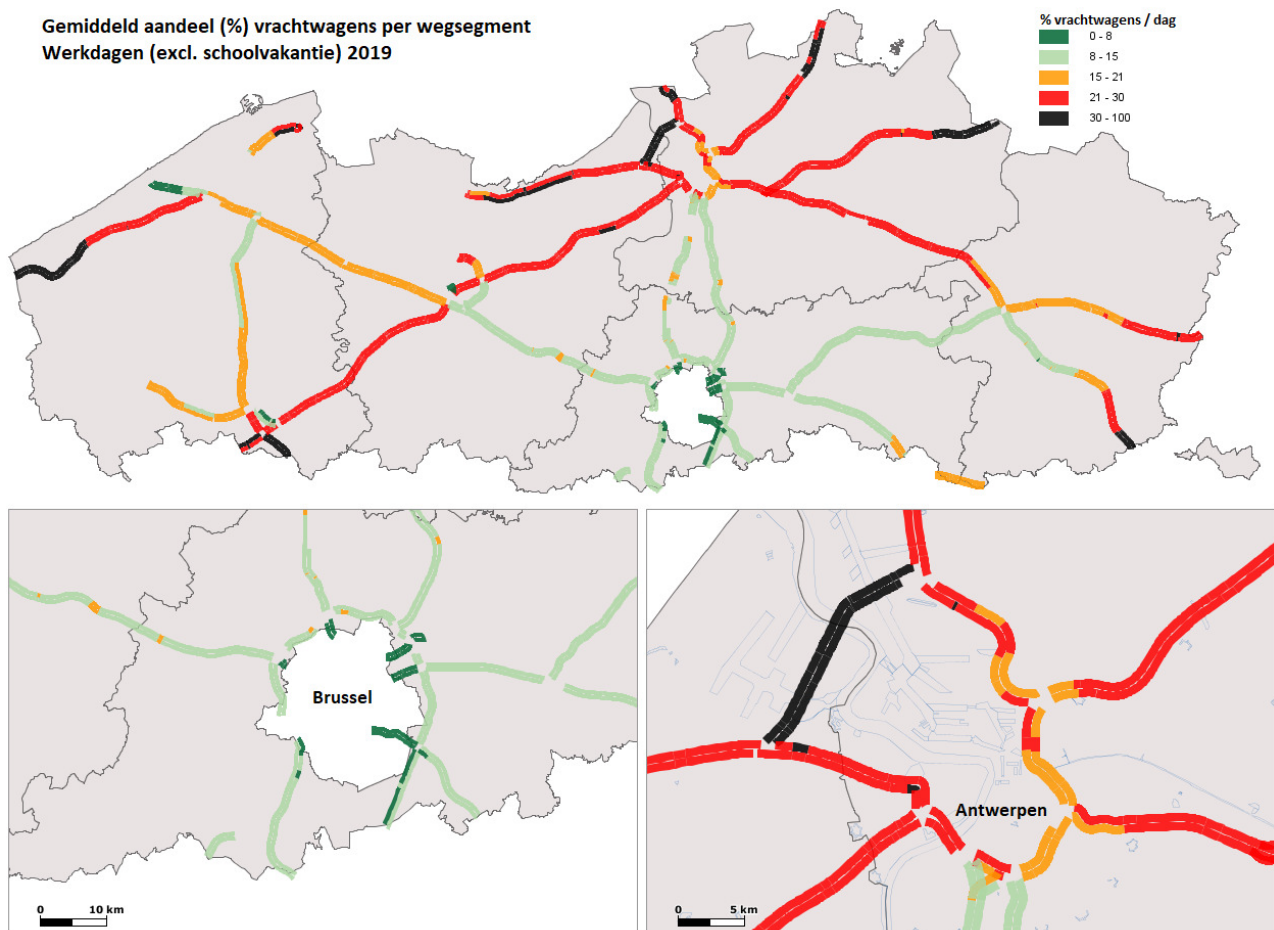 Gemiddeld aandeel (%) vrachtwagens per wegsegment
Werkdagen (excl. schoolvakantie) 2019
% vrachtwagens / dag
0 - 8
8 - 15
15 - 21
21 - 30
30 - 100
Brussel
0 10 km
Antwerpen
0 5 km